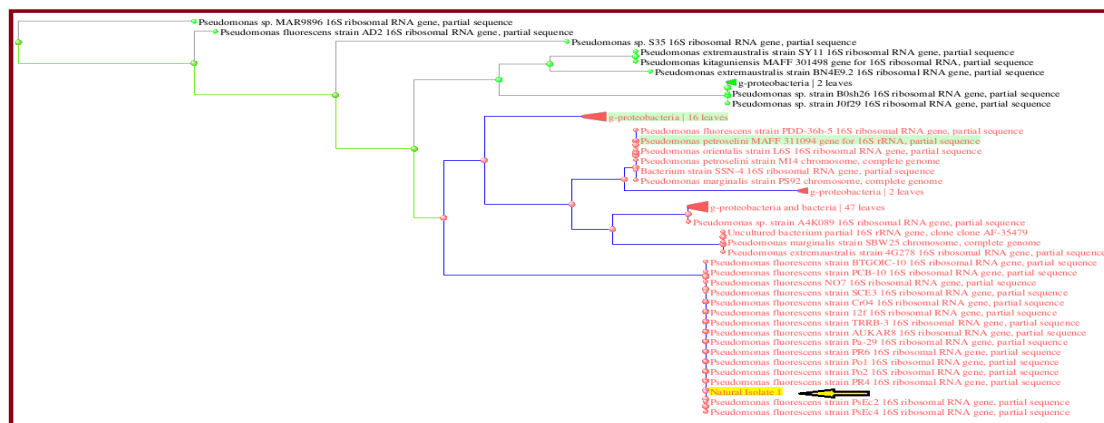 Pseudomonas sp. MAR9896 16S ribosomal RNA gene, partial sequence
Pseudomonas fluorescens strain AD2 16S ribosomal RNA gene, partial sequence
Pseudomonas sp. S35 16S ribosomal RNA gene, partial sequence
Pseudomonas extremaustralis strain SY11 16S ribosomal RNA gene, partial sequence
Pseudomonas kitaguniensis MAFF 301498 gene for 16S ribosomal RNA, partial sequence
Pseudomonas extremaustralis strain BN4E9.2 16S ribosomal RNA gene, partial sequence
g-proteobacteria | 2 leaves
Pseudomonas sp. strain B0sh26 16S ribosomal RNA gene, partial sequence
Pseudomonas sp. strain J0f29 16S ribosomal RNA gene, partial sequence
g-proteobacteria | 16 leaves
Pseudomonas fluorescens strain PDD-36b-5 16S ribosomal RNA gene, partial sequence
Pseudomonas petroselini MAFF 311094 gene for 16S rRNA, partial sequence
Pseudomonas orientalis strain L6S 16S ribosomal RNA gene, partial sequence
Pseudomonas petroselini strain M14 chromosome, complete genome
Bacterium strain SSN-4 16S ribosomal RNA gene, partial sequence
Pseudomonas marginalis strain PS92 chromosome, complete genome
g-proteobacteria | 2 leaves
g-proteobacteria and bacteria | 47 leaves
Pseudomonas sp. strain A4K089 16S ribosomal RNA gene, partial sequence
Uncultured bacterium partial 16S rRNA gene, clone clone AF-35479
Pseudomonas marginalis strain SBW25 chromosome, complete genome
Pseudomonas extremaustralis strain 4G278 16S ribosomal RNA gene, partial sequence
Pseudomonas fluorescens strain BTGOIC-10 16S ribosomal RNA gene, partial sequence
Pseudomonas fluorescens strain PCB-10 16S ribosomal RNA gene, partial sequence
Pseudomonas fluorescens NO7 16S ribosomal RNA gene, partial sequence
Pseudomonas fluorescens strain SCE3 16S ribosomal RNA gene, partial sequence
Pseudomonas fluorescens strain Cr04 16S ribosomal RNA gene, partial sequence
Pseudomonas fluorescens strain 12f 16S ribosomal RNA gene, partial sequence
Pseudomonas fluorescens strain TRRB-3 16S ribosomal RNA gene, partial sequence
Pseudomonas fluorescens strain AUKAR8 16S ribosomal RNA gene, partial sequence
Pseudomonas fluorescens strain Pa-29 16S ribosomal RNA gene, partial sequence
Pseudomonas fluorescens strain PR6 16S ribosomal RNA gene, partial sequence
Pseudomonas fluorescens strain Po1 16S ribosomal RNA gene, partial sequence
Pseudomonas fluorescens strain Po2 16S ribosomal RNA gene, partial sequence
Pseudomonas fluorescens strain PR4 16S ribosomal RNA gene, partial sequence
Natural Isolate 1
Pseudomonas fluorescens strain PsEc2 16S ribosomal RNA gene, partial sequence
Pseudomonas fluorescens strain PsEc4 16S ribosomal RNA gene, partial sequence